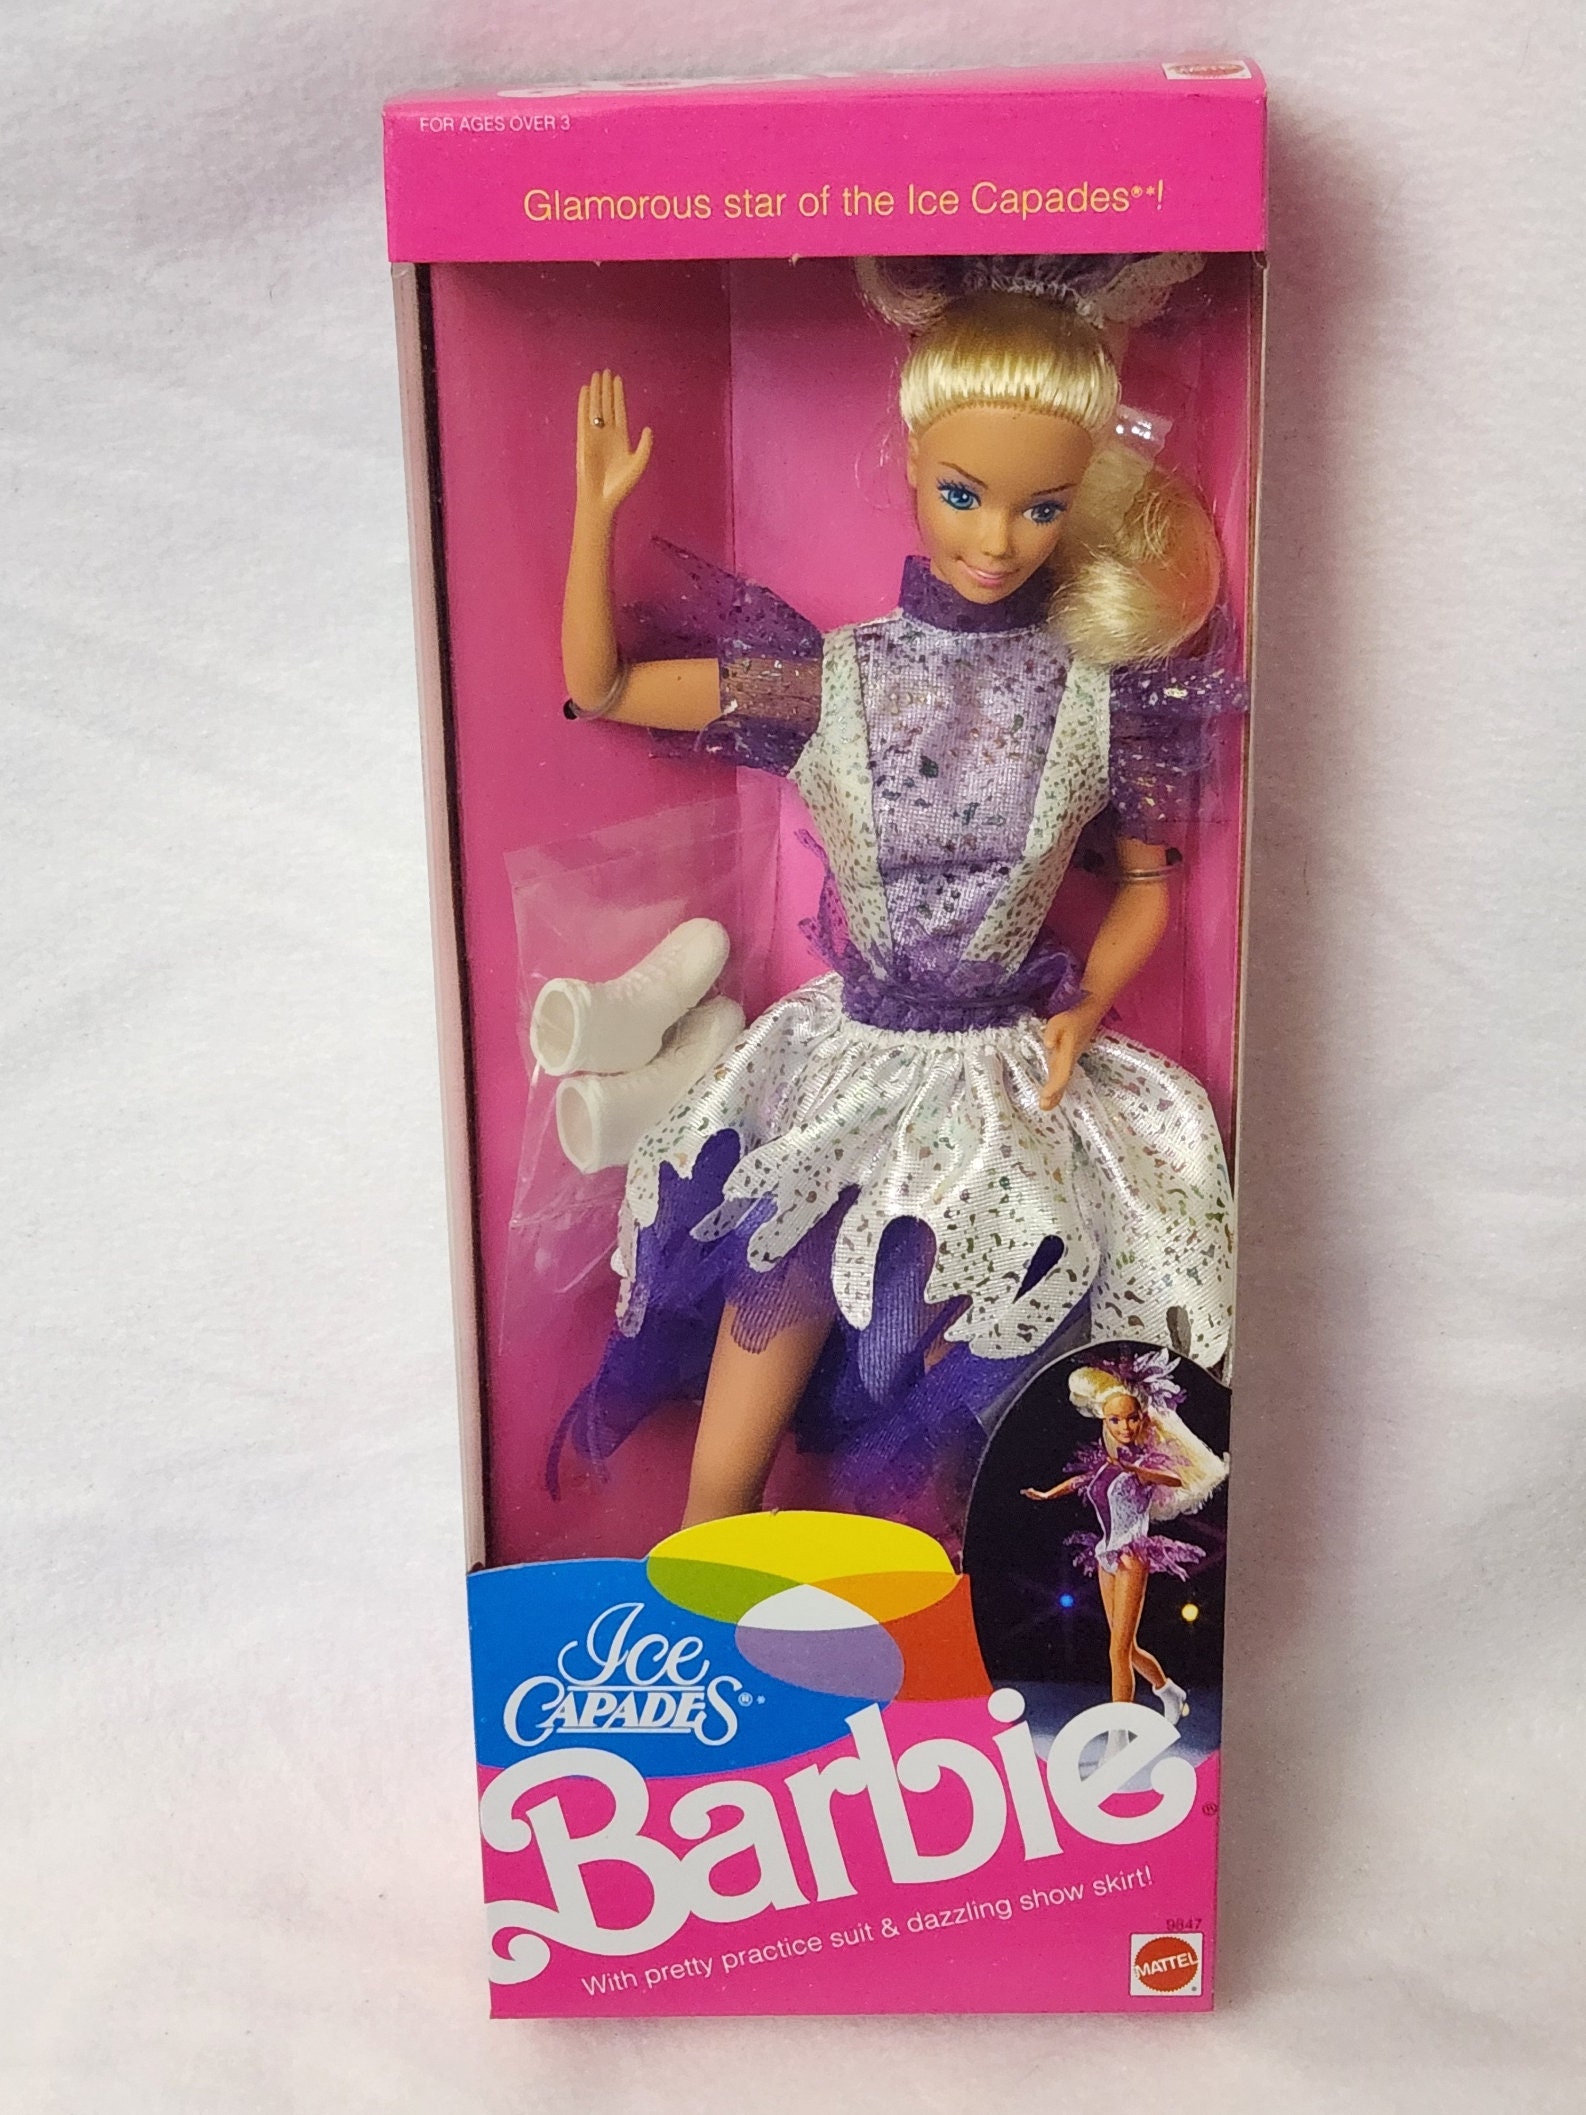 FOR AGES OVER 3
Glamorous star of the Ice Capades®*!
Ice
CAPADES®*
Barbie®
With pretty practice suit & dazzling show skirt!
9847
MATTEL